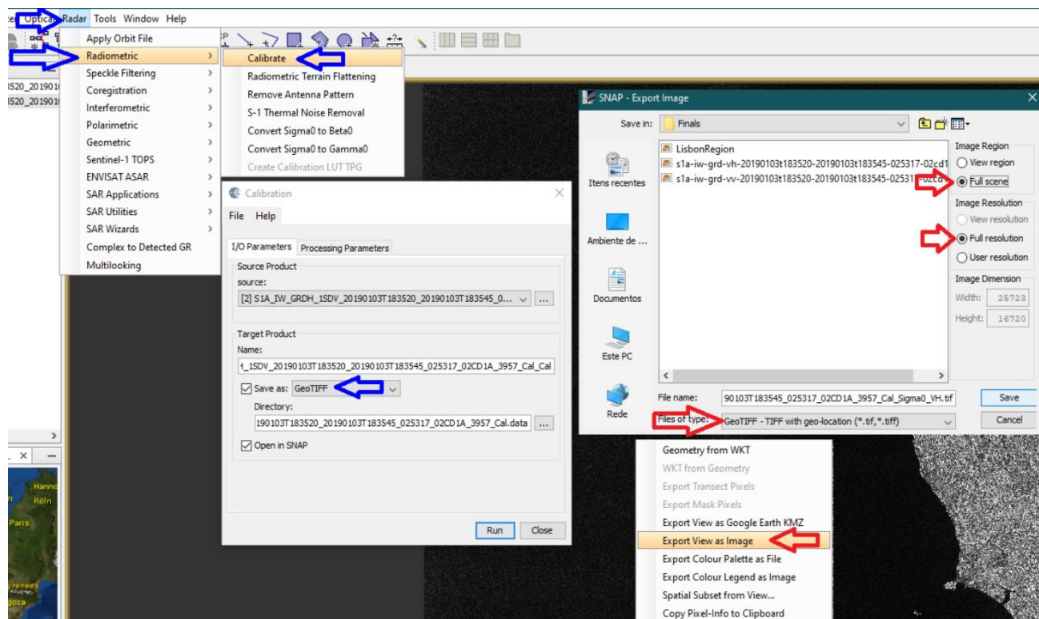 Optical Radar Tools Window Help
Apply Orbit File
Radiometric >
Speckle Filtering >
Coregistration >
Interferometric >
Polarimetric >
Geometric >
Sentinel-1 TOPS >
ENVISAT ASAR >
SAR Applications >
SAR Utilities >
SAR Wizards >
Complex to Detected GR
Multilooking
Calibrate
Radiometric Terrain Flattening
Remove Antenna Pattern
S-1 Thermal Noise Removal
Convert Sigma0 to Beta0
Convert Sigma0 to Gamma0
Create Calibration LUT TPG
Calibration
File Help
I/O Parameters Processing Parameters
Source Product
source:
[2] S1A_IW_GRDH_1SDV_20190103T183520_20190103T183545_0... ...
Target Product
Name:
_1SDV_20190103T183520_20190103T183545_025317_02CD1A_3957_Cal_Cal
Save as: GeoTIFF
Directory:
190103T183520_20190103T183545_025317_02CD1A_3957_Cal.data ...
Open in SNAP
Run Close
SNAP - Export Image
Save in: Finals
Itens recentes
Ambiente de ...
Documentos
Este PC
Rede
LisbonRegion
s1a-iw-grd-vh-20190103t183520-20190103t183545-025317-02cd1
s1a-iw-grd-vv-20190103t183520-20190103t183545-025317-02cd1
Image Region
View region
Full scene
Image Resolution
View resolution
Full resolution
User resolution
Image Dimension
Width: 25723
Height: 16720
File name: 90103T183545_025317_02CD1A_3957_Cal_Sigma0_VH.tif Save
Files of type: GeoTIFF - TIFF with geo-location (*.tif,*.tiff) Cancel
Geometry from WKT
WKT from Geometry
Export Transect Pixels
Export Mask Pixels
Export View as Google Earth KMZ
Export View as Image
Export Colour Palette as File
Export Colour Legend as Image
Spatial Subset from View...
Copy Pixel-Info to Clipboard
Köln
Paris